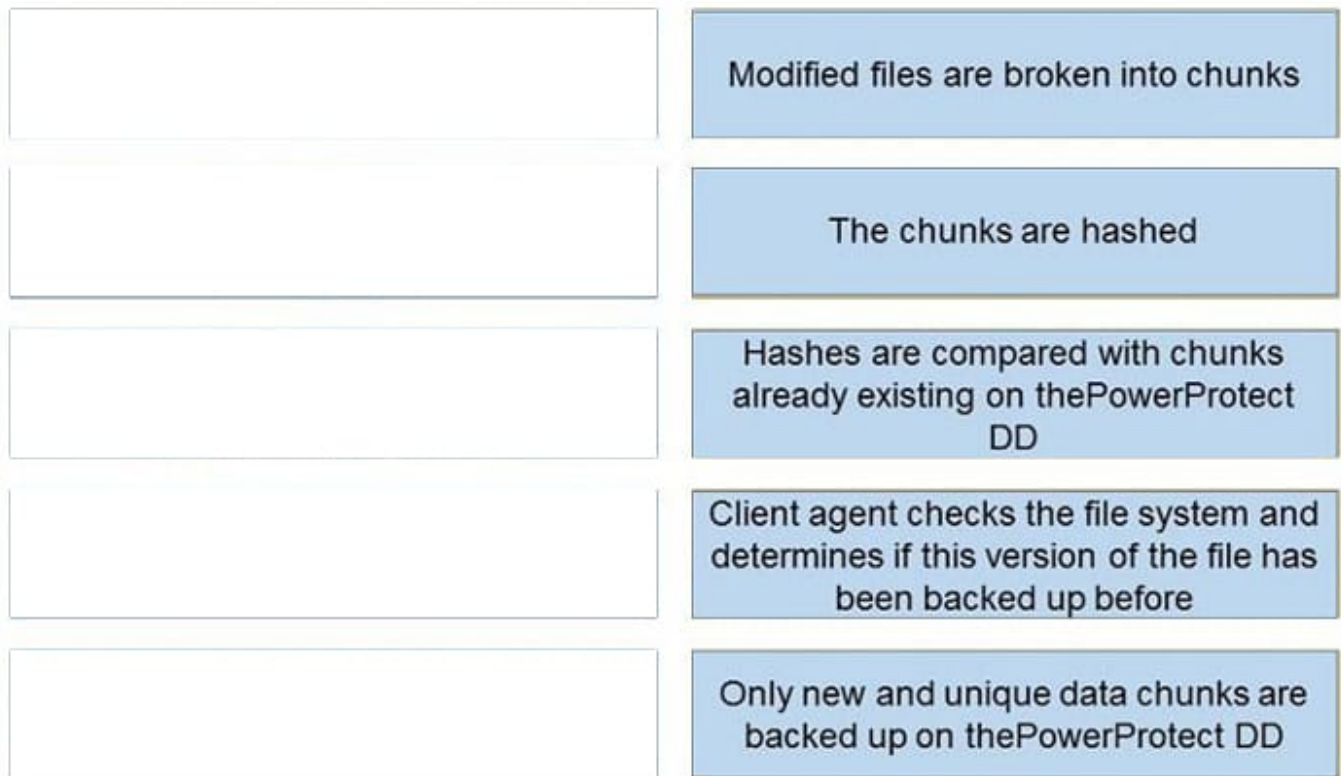 Modified files are broken into chunks
The chunks are hashed
Hashes are compared with chunks
already existing on thePowerProtect
DD
Client agent checks the file system and
determines if this version of the file has
been backed up before
Only new and unique data chunks are
backed up on thePowerProtect DD